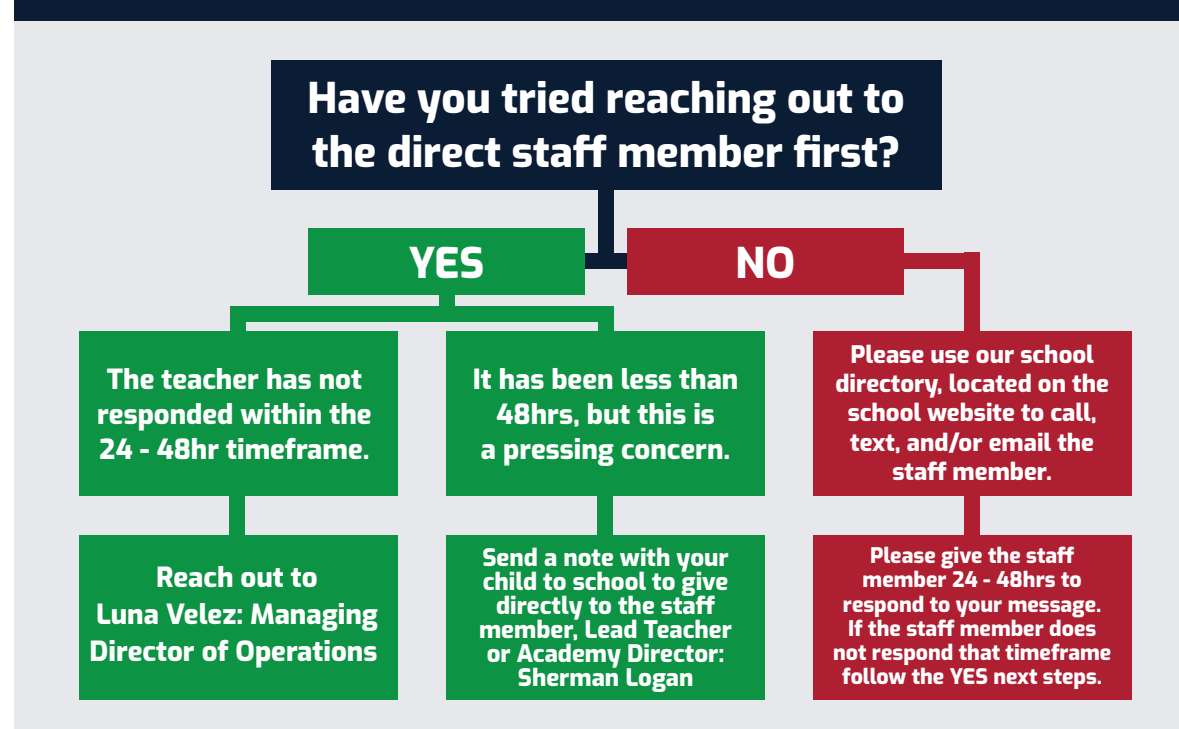 Have you tried reaching out to
the direct staff member first?
YES
NO
The teacher has not
responded within the
24 - 48hr timeframe.
It has been less than
48hrs, but this is
a pressing concern.
Please use our school
directory, located on the
school website to call,
text, and/or email the
staff member.
Reach out to
Luna Velez: Managing
Director of Operations
Send a note with your
child to school to give
directly to the staff
member, Lead Teacher
or Academy Director:
Sherman Logan
Please give the staff
member 24 - 48hrs to
respond to your message.
If the staff member does
not respond that timeframe
follow the YES next steps.